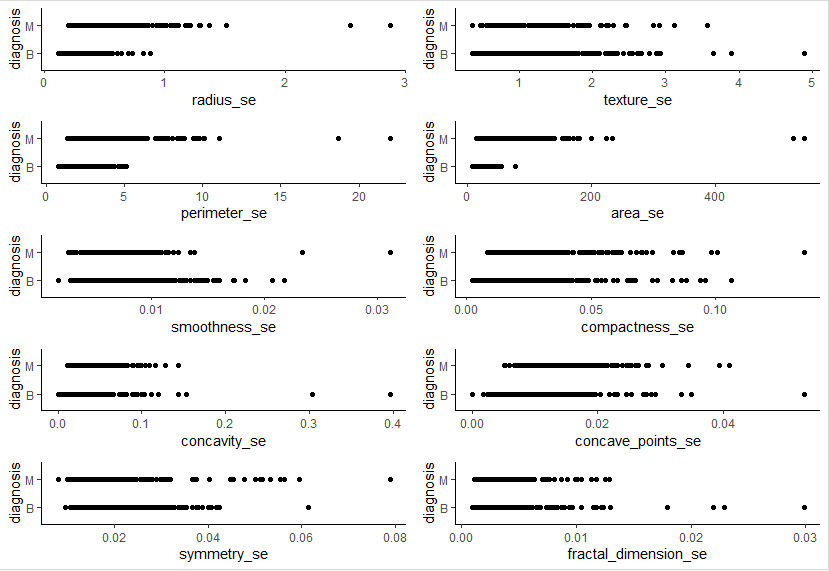 diagnosis
M
B
0 1 2 3
radius_se
diagnosis
M
B
1 2 3 4 5
texture_se
diagnosis
M
B
0 5 10 15 20
perimeter_se
diagnosis
M
B
0 200 400
area_se
diagnosis
M
B
0.01 0.02 0.03
smoothness_se
diagnosis
M
B
0.00 0.05 0.10
compactness_se
diagnosis
M
B
0.0 0.1 0.2 0.3 0.4
concavity_se
diagnosis
M
B
0.00 0.02 0.04
concave_points_se
diagnosis
M
B
0.02 0.04 0.06 0.08
symmetry_se
diagnosis
M
B
0.00 0.01 0.02 0.03
fractal_dimension_se